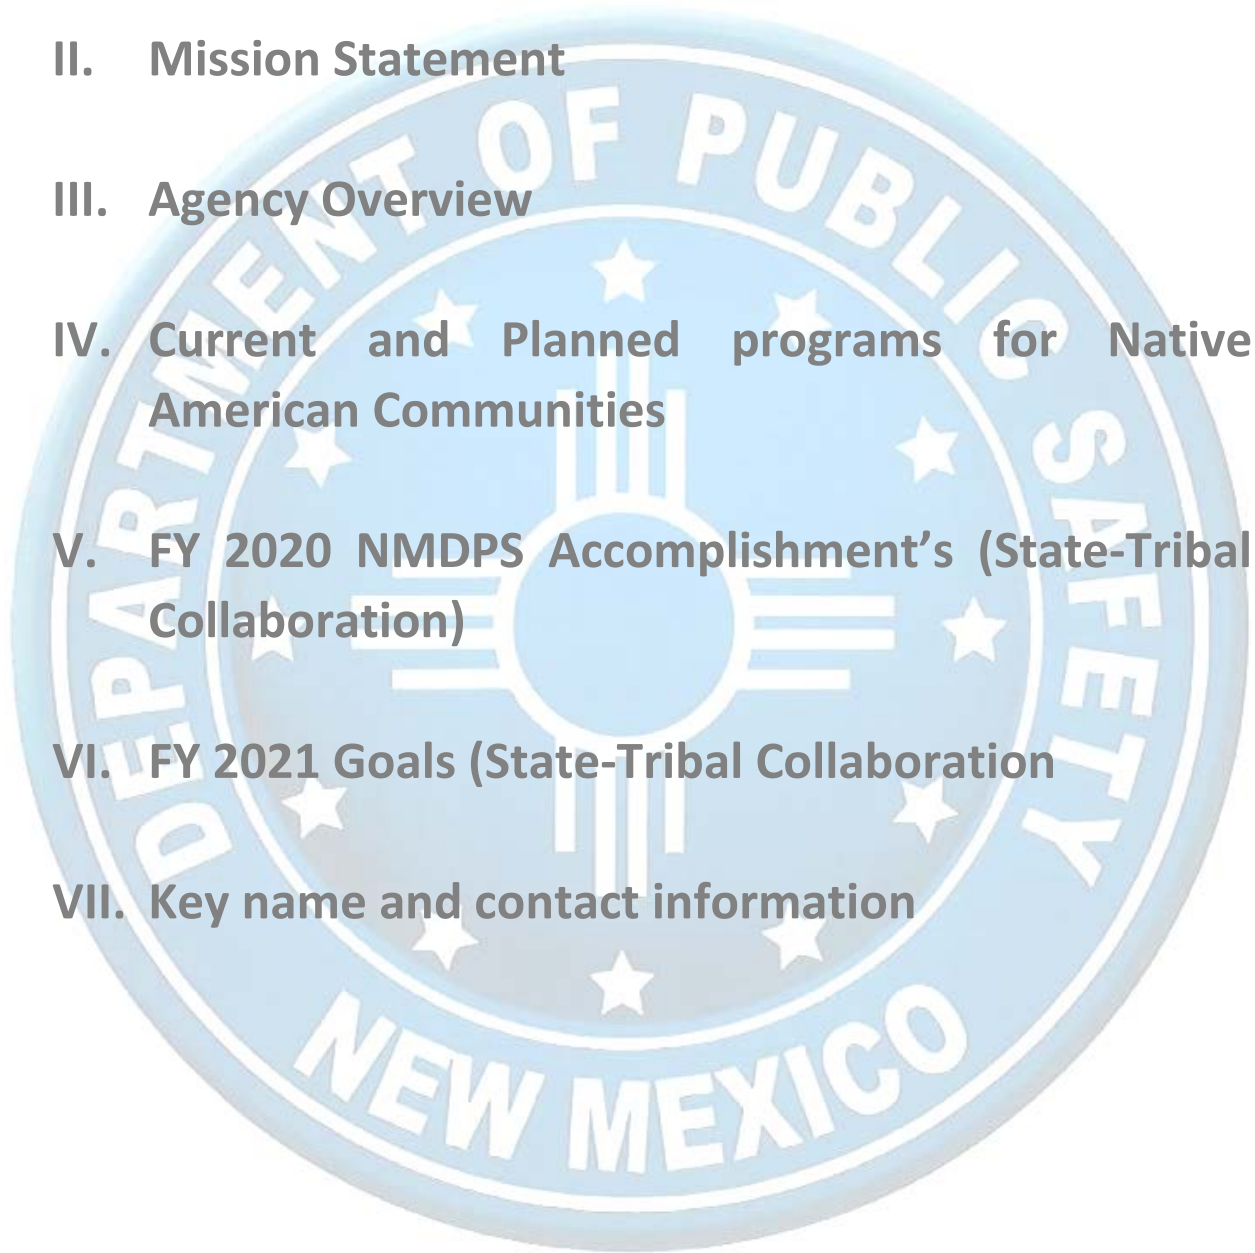 II. Mission Statement
DEPARTMENT OF PUBLIC SAFETY
III. Agency Overview
IV. Current and Planned programs for Native
American Communities
V. FY 2020 NMDPS Accomplishment’s (State-Tribal
Collaboration)
VI. FY 2021 Goals (State-Tribal Collaboration
VII. Key name and contact information
NEW MEXICO